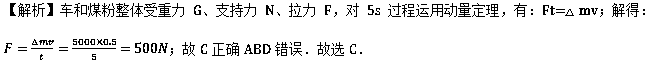 【解析】车和煤粉整体受重力 G、支持力 N、拉力 F，对 5s 过程运用动量定理，有：Ft=△ mv；解得：
F = △mv/t = 5000×0.5/5 = 500N；故 C 正确 ABD 错误．故选 C．